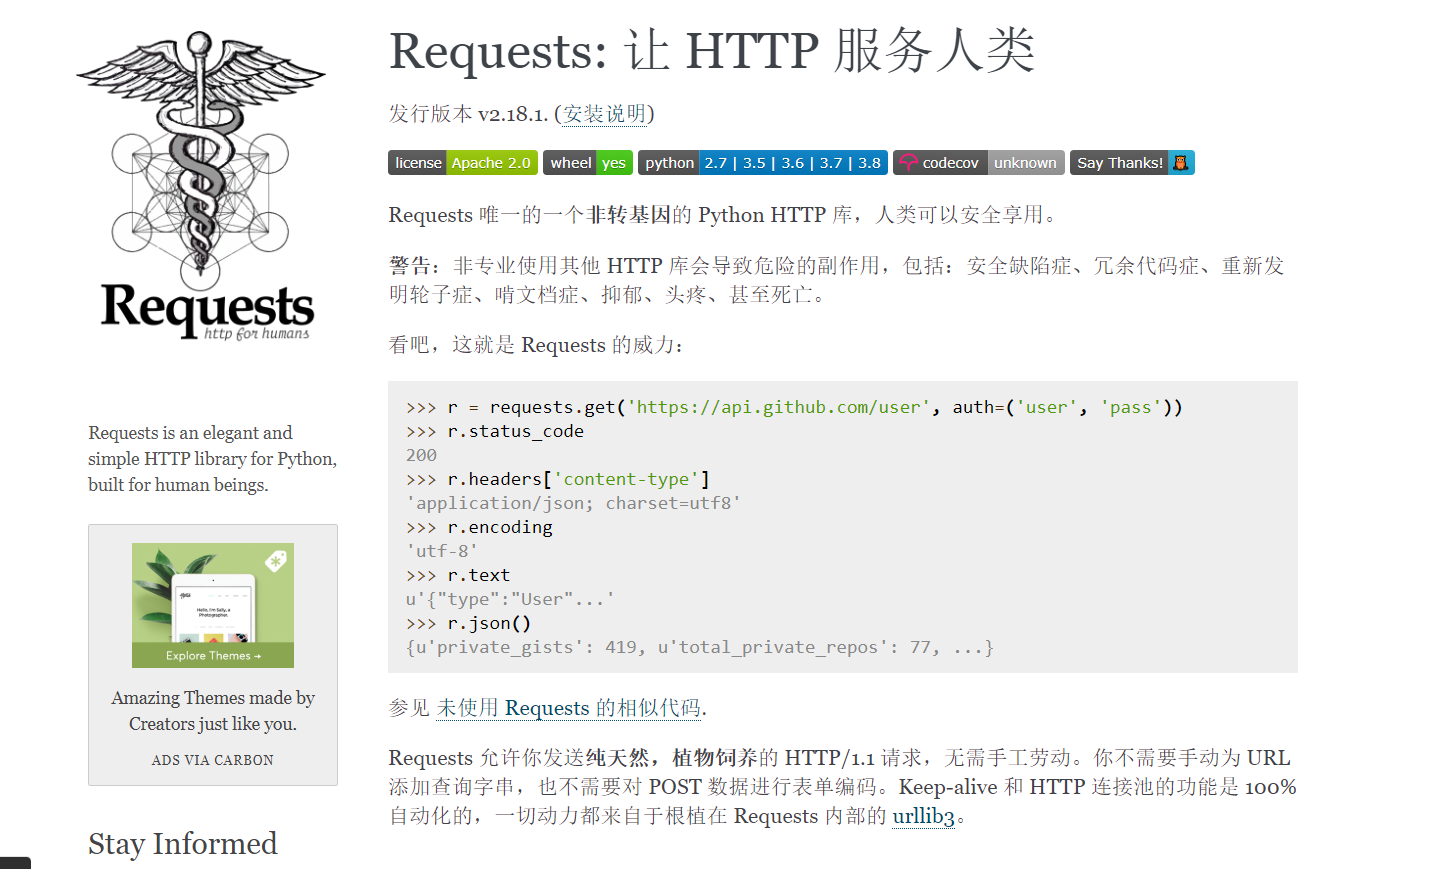 Requests
http for humans
Requests is an elegant and
simple HTTP library for Python,
built for human beings.
Hello, I'm Sally, a
Photographer.
Explore Themes →
Amazing Themes made by
Creators just like you.
ADS VIA CARBON
Stay Informed
Requests: 让 HTTP 服务人类
发行版本 v2.18.1. (安装说明)
license Apache 2.0 wheel yes python 2.7 | 3.5 | 3.6 | 3.7 | 3.8 codecov unknown Say Thanks!
Requests 唯一的一个非转基因的 Python HTTP 库，人类可以安全享用。
警告：非专业使用其他 HTTP 库会导致危险的副作用，包括：安全缺陷症、冗余代码症、重新发
明轮子症、啃文档症、抑郁、头疼、甚至死亡。
看吧，这就是 Requests 的威力：
>>> r = requests.get('https://api.github.com/user', auth=('user', 'pass'))
>>> r.status_code
200
>>> r.headers['content-type']
'application/json; charset=utf8'
>>> r.encoding
'utf-8'
>>> r.text
u'{"type":"User"...'
>>> r.json()
{u'private_gists': 419, u'total_private_repos': 77, ...}
参见 未使用 Requests 的相似代码.
Requests 允许你发送纯天然，植物饲养的 HTTP/1.1 请求，无需手工劳动。你不需要手动为 URL
添加查询字串，也不需要对 POST 数据进行表单编码。Keep-alive 和 HTTP 连接池的功能是 100%
自动化的，一切动力都来自于根植在 Requests 内部的 urllib3。